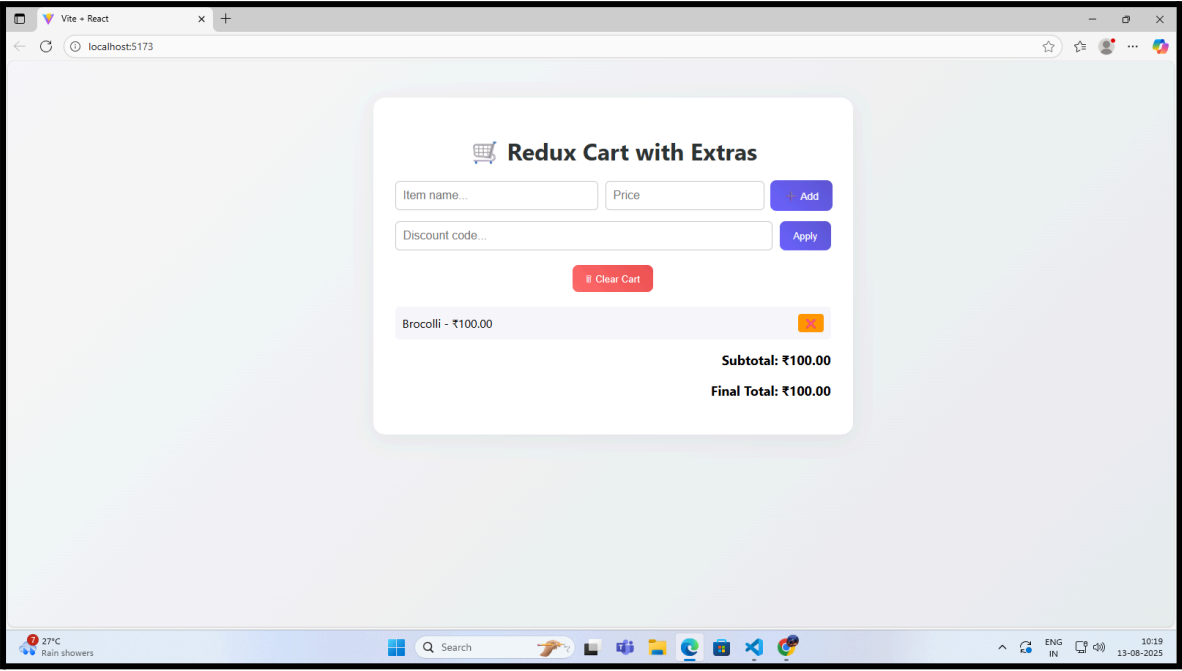 Vite + React
localhost:5173
🛒 Redux Cart with Extras
Item name...
Price
➕ Add
Discount code...
Apply
Clear Cart
Brocolli - ₹100.00
Subtotal: ₹100.00
Final Total: ₹100.00
7
27°C
Rain showers
Search
ENG
IN
10:19
13-08-2025